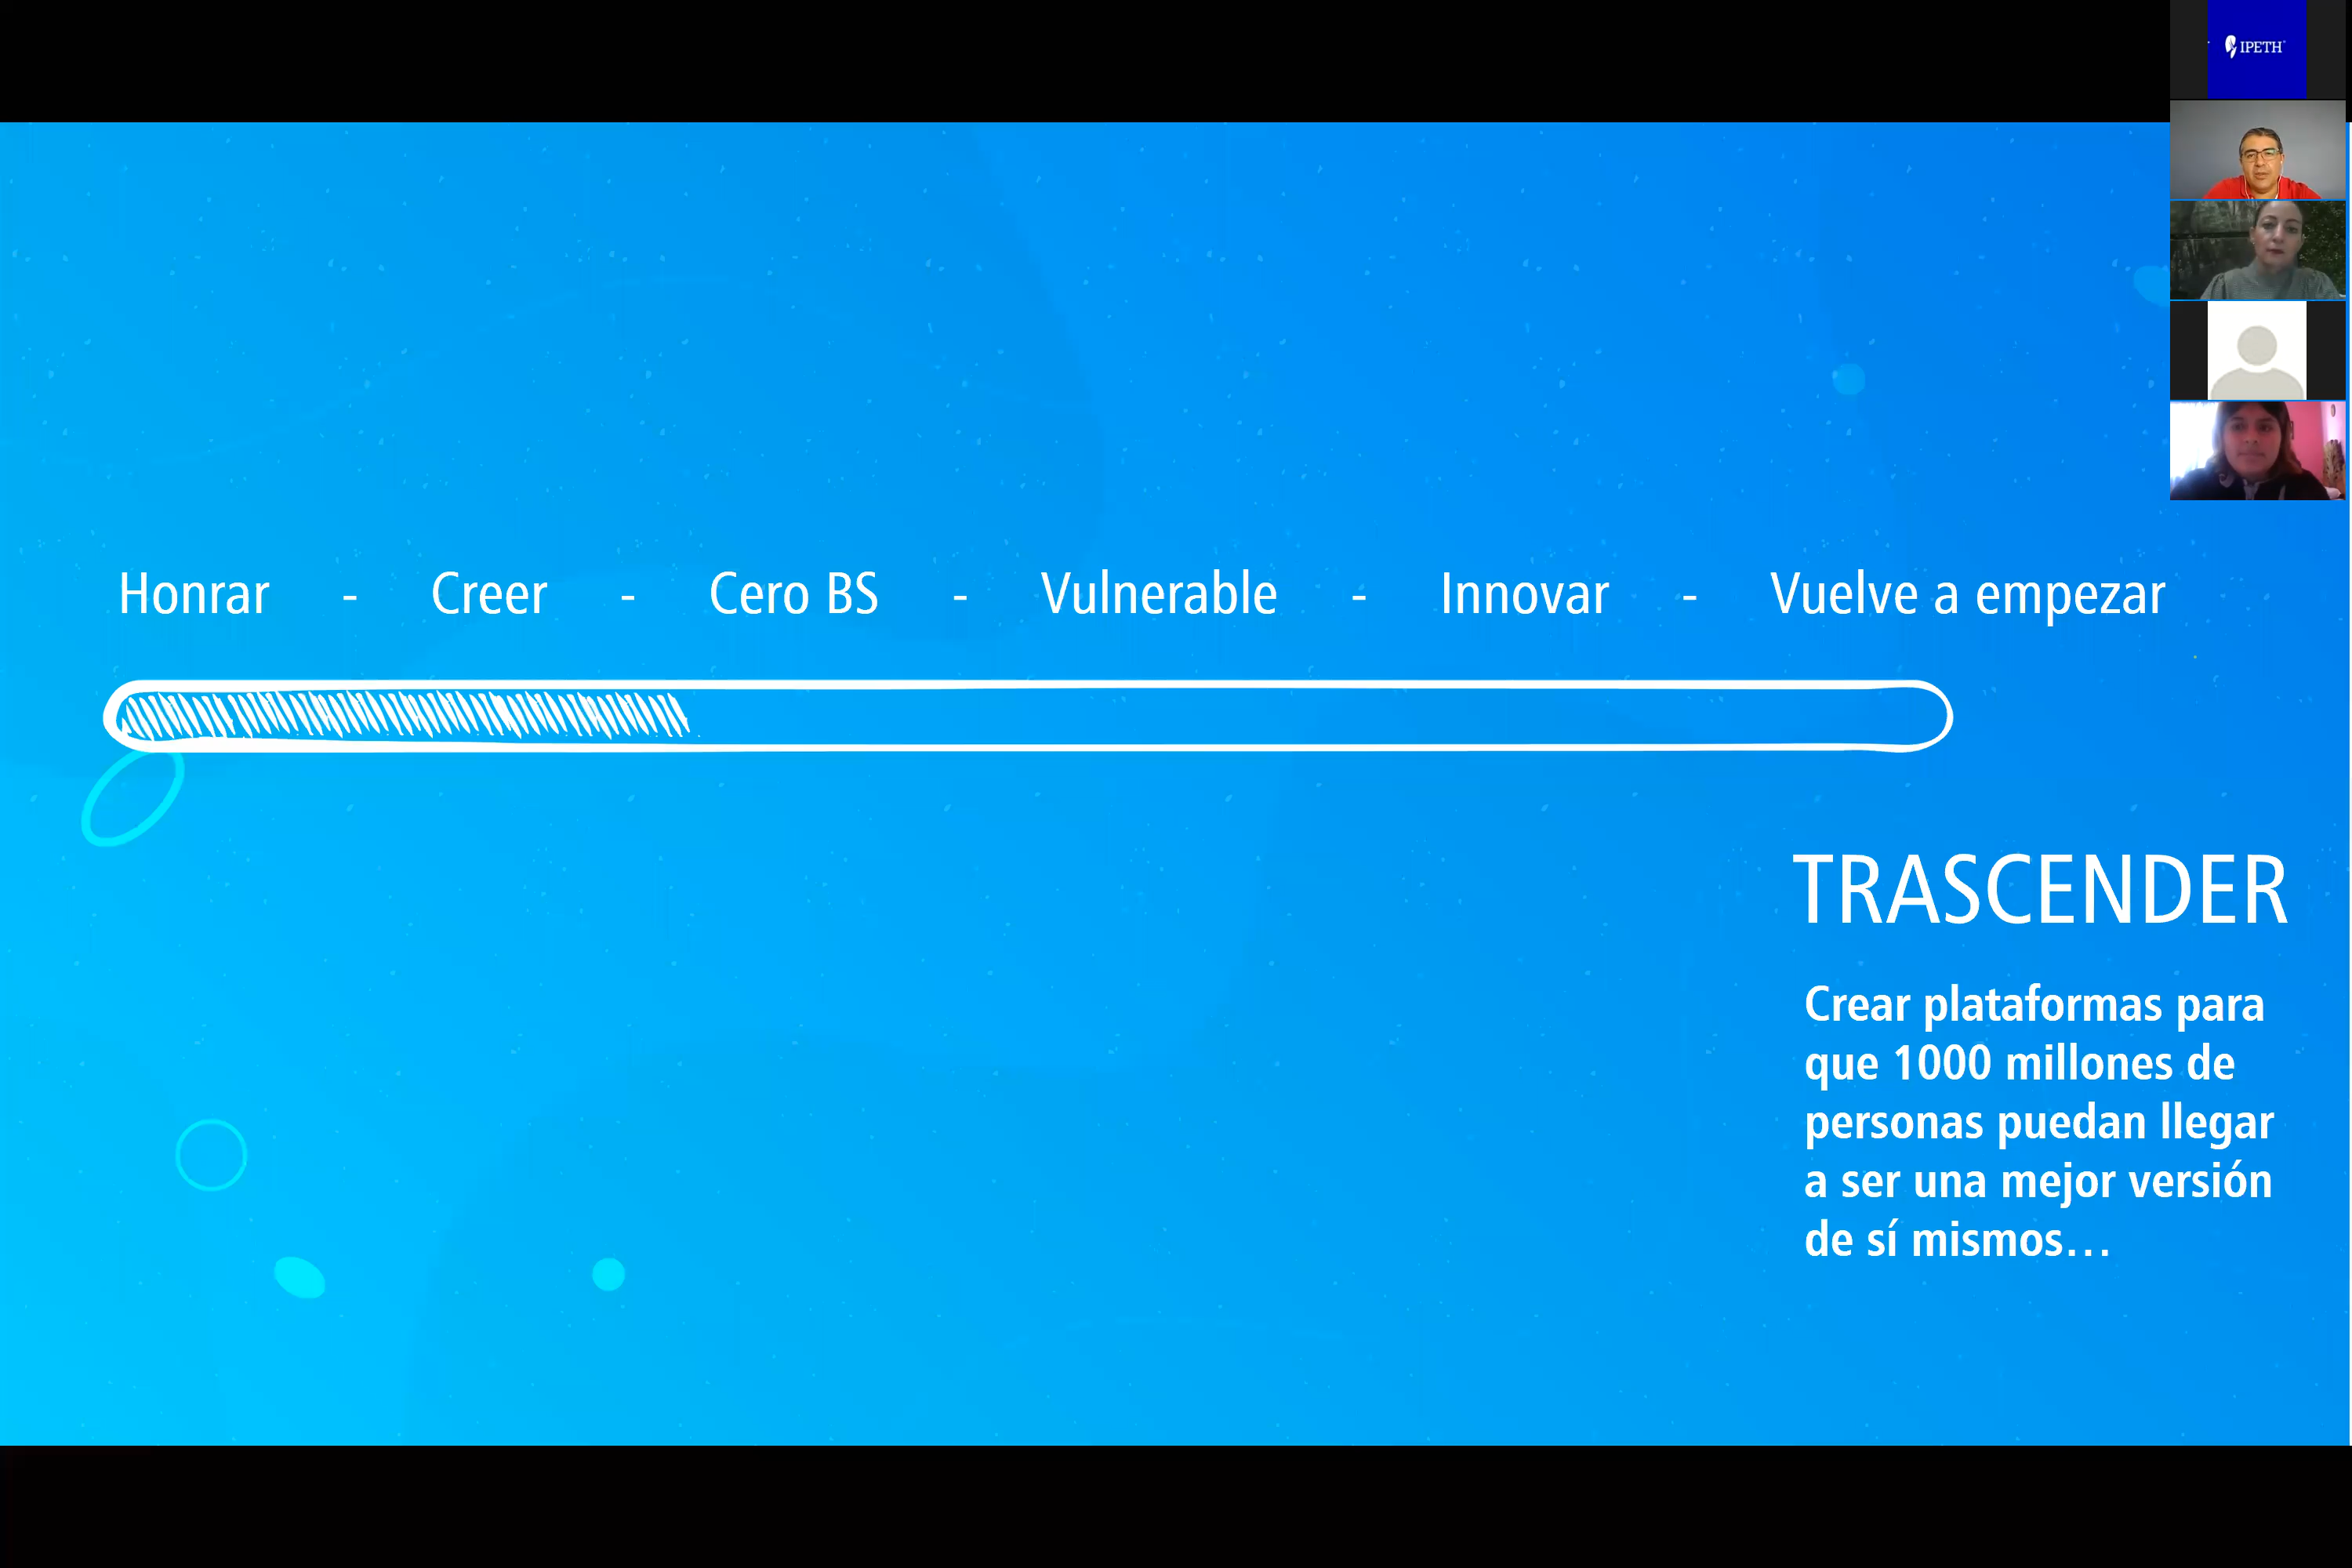 IPETH
Honrar - Creer - Cero BS - Vulnerable - Innovar - Vuelve a empezar
TRASCENDER
Crear plataformas para
que 1000 millones de
personas puedan llegar
a ser una mejor versión
de sí mismos...